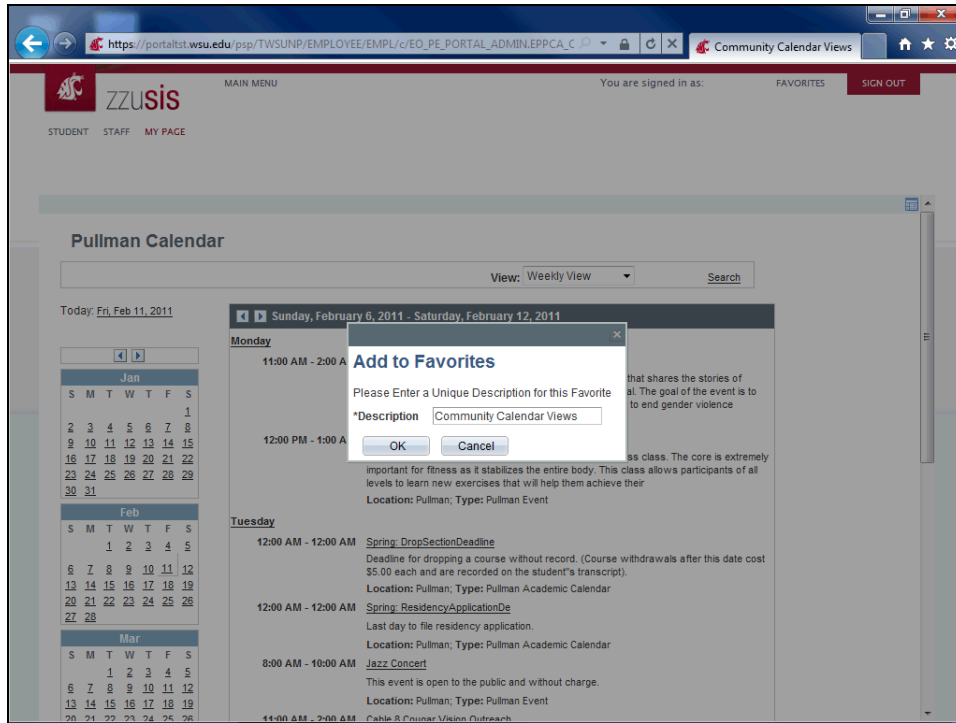 https://portaltst.wsu.edu/psp/TWSUNP/EMPLOYEE/EMPL/c/EO_PE_PORTAL_ADMIN.EPPCA_C
Community Calendar Views
zzusis
MAIN MENU
You are signed in as:
FAVORITES
SIGN OUT
STUDENT STAFF MY PAGE
Pullman Calendar
View: Weekly View
Search
Today: Fri, Feb 11, 2011
Jan
S M T W T F S
1
2 3 4 5 6 7 8
9 10 11 12 13 14 15
16 17 18 19 20 21 22
23 24 25 26 27 28 29
30 31
Feb
S M T W T F S
1 2 3 4 5
6 7 8 9 10 11 12
13 14 15 16 17 18 19
20 21 22 23 24 25 26
27 28
Mar
S M T W T F S
1 2 3 4 5
6 7 8 9 10 11 12
13 14 15 16 17 18 19
20 21 22 23 24 25 26
Sunday, February 6, 2011 - Saturday, February 12, 2011
Monday
11:00 AM - 2:00 A
that shares the stories of
al. The goal of the event is to
to end gender violence
Add to Favorites
Please Enter a Unique Description for this Favorite
*Description Community Calendar Views
OK Cancel
12:00 PM - 1:00 A
ss class. The core is extremely
important for fitness as it stabilizes the entire body. This class allows participants of all
levels to learn new exercises that will help them achieve their
Location: Pullman; Type: Pullman Event
Tuesday
12:00 AM - 12:00 AM Spring: DropSectionDeadline
Deadline for dropping a course without record. (Course withdrawals after this date cost
$5.00 each and are recorded on the student"s transcript).
Location: Pullman; Type: Pullman Academic Calendar
12:00 AM - 12:00 AM Spring: ResidencyApplicationDe
Last day to file residency application.
Location: Pullman; Type: Pullman Academic Calendar
8:00 AM - 10:00 AM Jazz Concert
This event is open to the public and without charge.
Location: Pullman; Type: Pullman Event
11:00 AM - 2:00 AM Cable 8 Cougar Vision Outreach